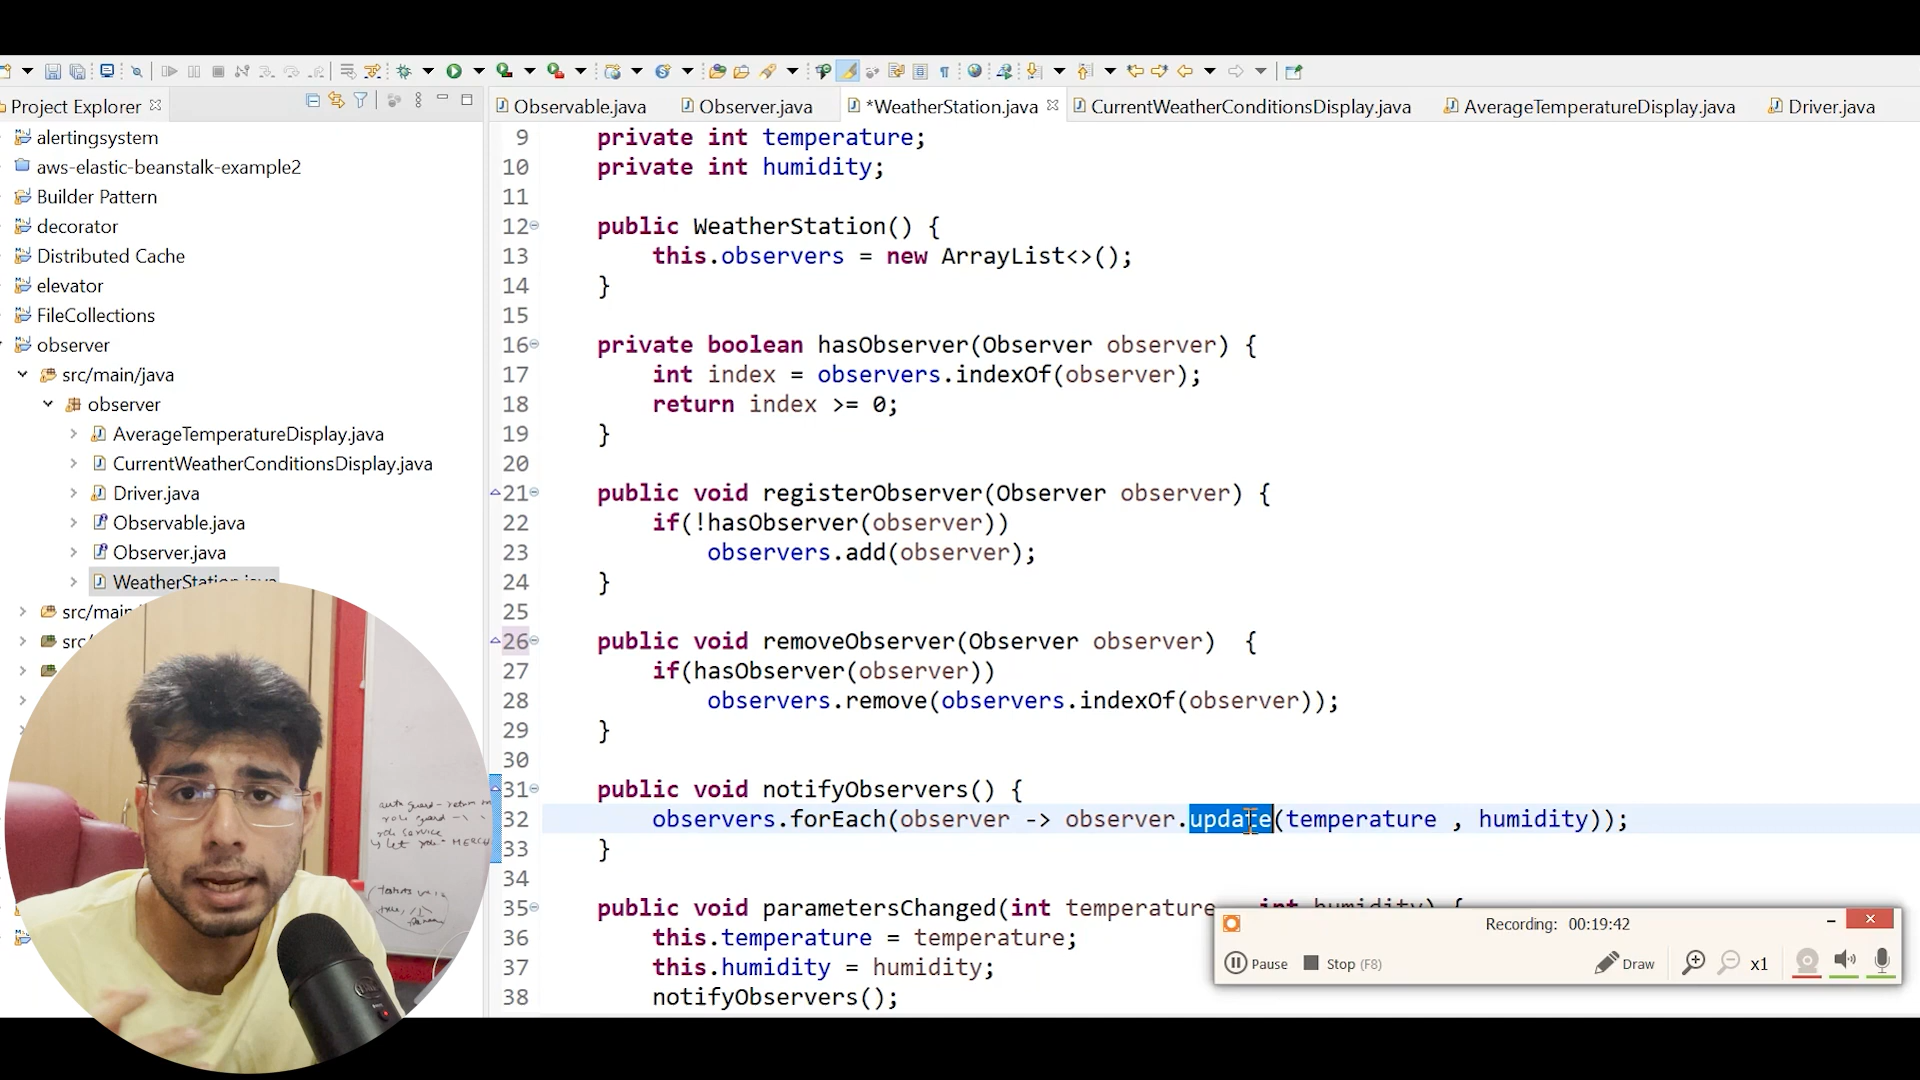 Project Explorer
Observable.java
Observer.java
*WeatherStation.java
CurrentWeatherConditionsDisplay.java
AverageTemperatureDisplay.java
Driver.java
alertingsystem
aws-elastic-beanstalk-example2
Builder Pattern
decorator
Distributed Cache
elevator
FileCollections
observer
src/main/java
observer
AverageTemperatureDisplay.java
CurrentWeatherConditionsDisplay.java
Driver.java
Observable.java
Observer.java
WeatherStation.java
src/main
src
9 private int temperature;
10 private int humidity;
11
12 public WeatherStation() {
13 this.observers = new ArrayList<>();
14 }
15
16 private boolean hasObserver(Observer observer) {
17 int index = observers.indexOf(observer);
18 return index >= 0;
19 }
20
21 public void registerObserver(Observer observer) {
22 if(!hasObserver(observer))
23 observers.add(observer);
24 }
25
26 public void removeObserver(Observer observer)  {
27 if(hasObserver(observer))
28 observers.remove(observers.indexOf(observer));
29 }
30
31 public void notifyObservers() {
32 observers.forEach(observer -> observer.update(temperature , humidity));
33 }
34
35 public void parametersChanged(int temperature , int humidity) {
36 this.temperature = temperature;
37 this.humidity = humidity;
38 notifyObservers();
Recording: 00:19:42
Pause
Stop (F8)
Draw
x1